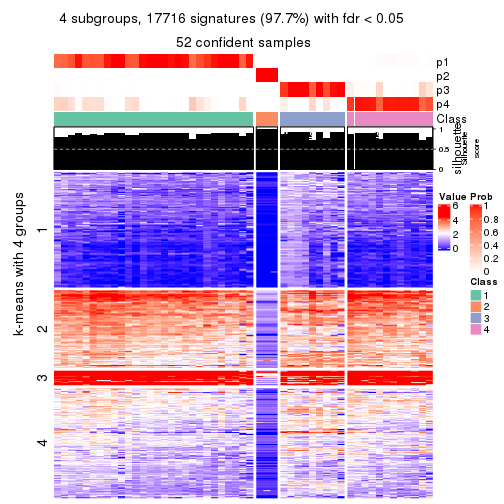 4 subgroups, 17716 signatures (97.7%) with fdr < 0.05
52 confident samples
p1
p2
p3
p4
Class
1
0.5
0
silhouette
Silhouette
score
k-means with 4 groups
1
2
3
4
Value
6
4
2
0
Prob
1
0.8
0.6
0.4
0.2
0
Class
1
2
3
4